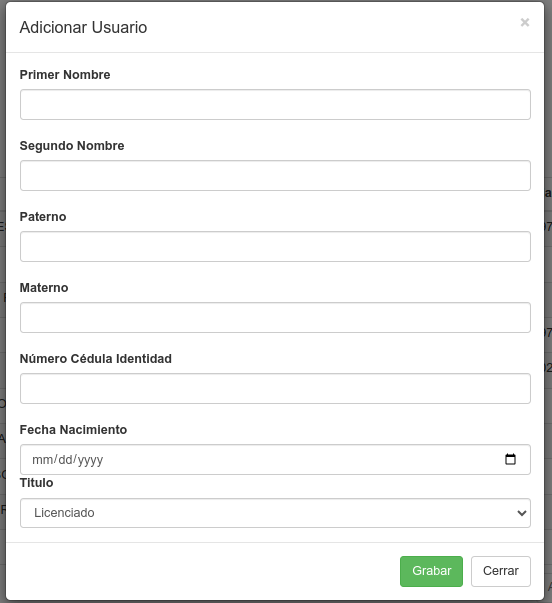 Adicionar Usuario ×
Primer Nombre
Segundo Nombre
Paterno
Materno
Número Cédula Identidad
Fecha Nacimiento
mm/dd/yyyy
Titulo
Licenciado
Grabar Cerrar